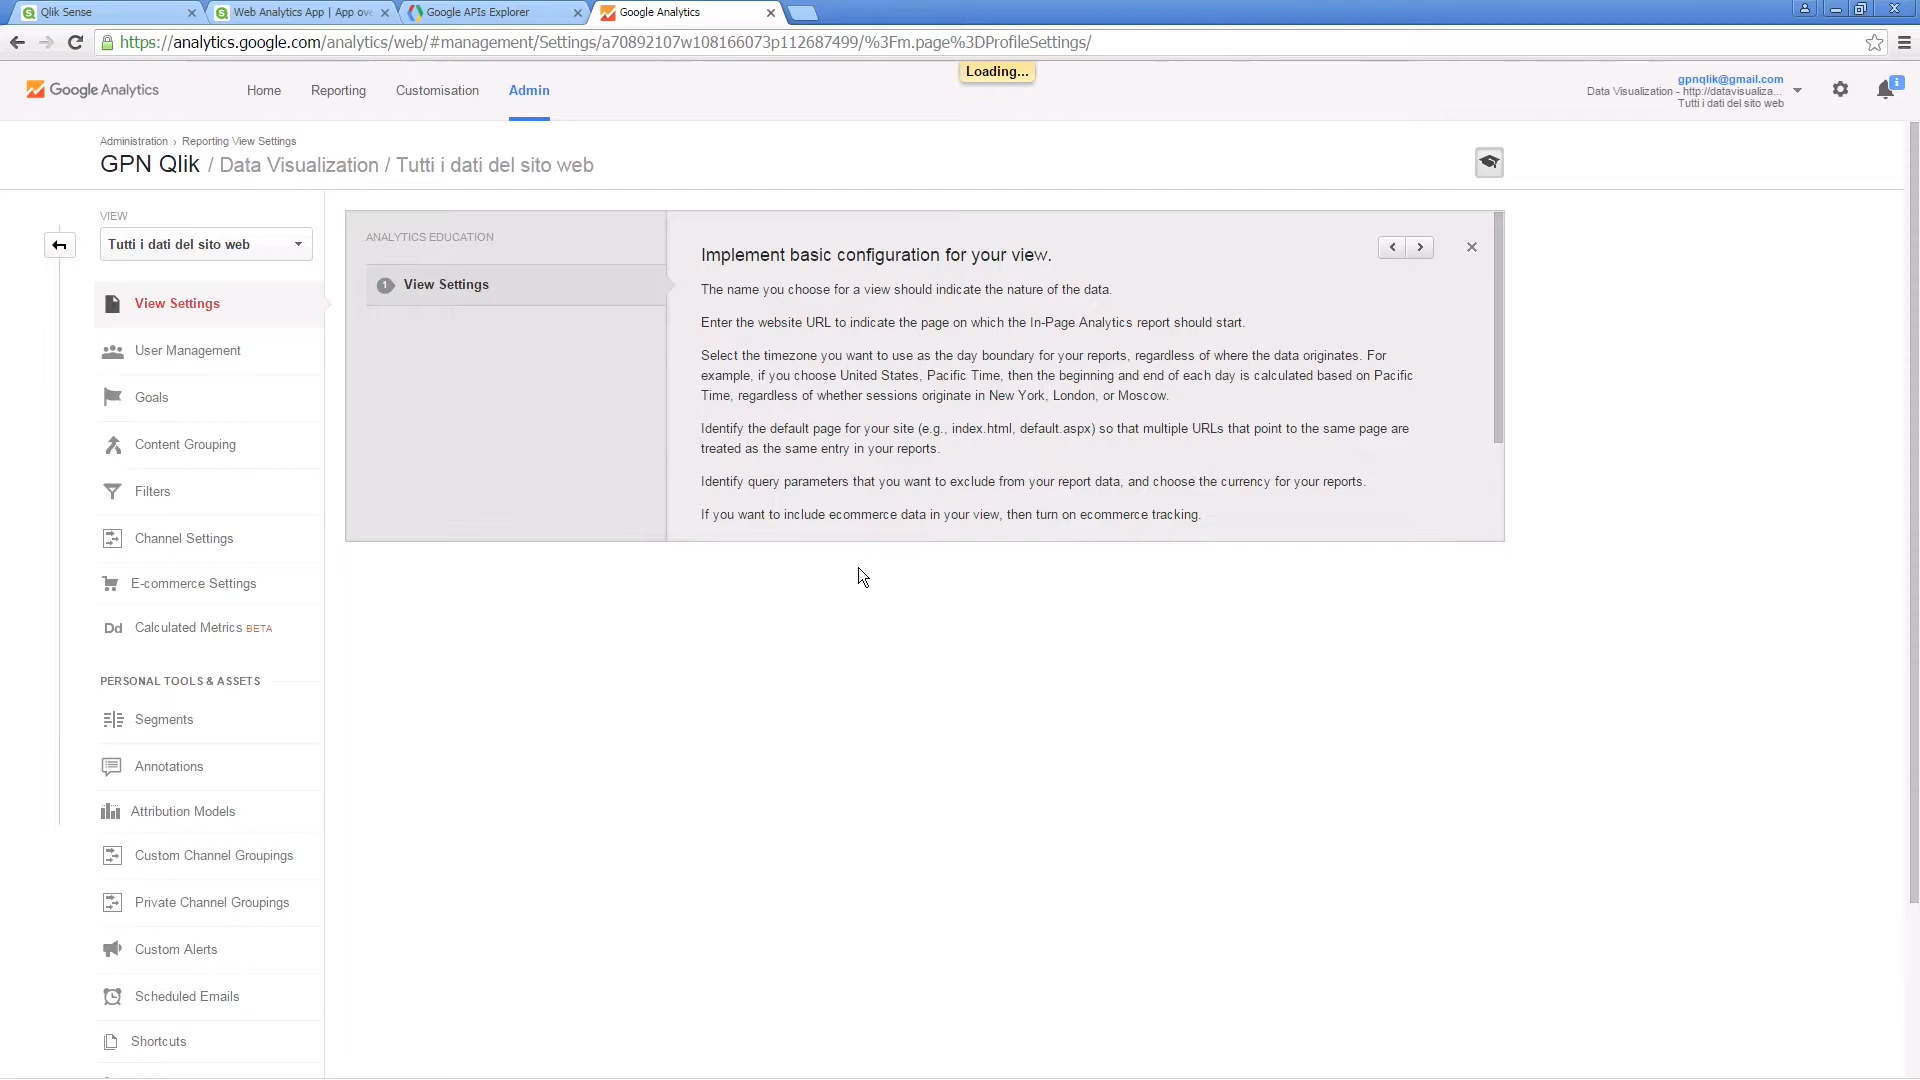 Qlik Sense
Web Analytics App | App ove
Google APIs Explorer
Google Analytics
https://analytics.google.com/analytics/web/#management/Settings/a70892107w108166073p112687499/%3Fm.page%3DProfileSettings/
Loading...
Google Analytics
Home
Reporting
Customisation
Admin
gpnqlik@gmail.com
Data Visualization - http://datavisualiza...
Tutti i dati del sito web
Administration › Reporting View Settings
GPN Qlik / Data Visualization / Tutti i dati del sito web
VIEW
Tutti i dati del sito web
View Settings
User Management
Goals
Content Grouping
Filters
Channel Settings
E-commerce Settings
Dd Calculated Metrics BETA
PERSONAL TOOLS & ASSETS
Segments
Annotations
Attribution Models
Custom Channel Groupings
Private Channel Groupings
Custom Alerts
Scheduled Emails
Shortcuts
ANALYTICS EDUCATION
1 View Settings
Implement basic configuration for your view.
The name you choose for a view should indicate the nature of the data.
Enter the website URL to indicate the page on which the In-Page Analytics report should start.
Select the timezone you want to use as the day boundary for your reports, regardless of where the data originates. For
example, if you choose United States, Pacific Time, then the beginning and end of each day is calculated based on Pacific
Time, regardless of whether sessions originate in New York, London, or Moscow.
Identify the default page for your site (e.g., index.html, default.aspx) so that multiple URLs that point to the same page are
treated as the same entry in your reports.
Identify query parameters that you want to exclude from your report data, and choose the currency for your reports.
If you want to include ecommerce data in your view, then turn on ecommerce tracking.